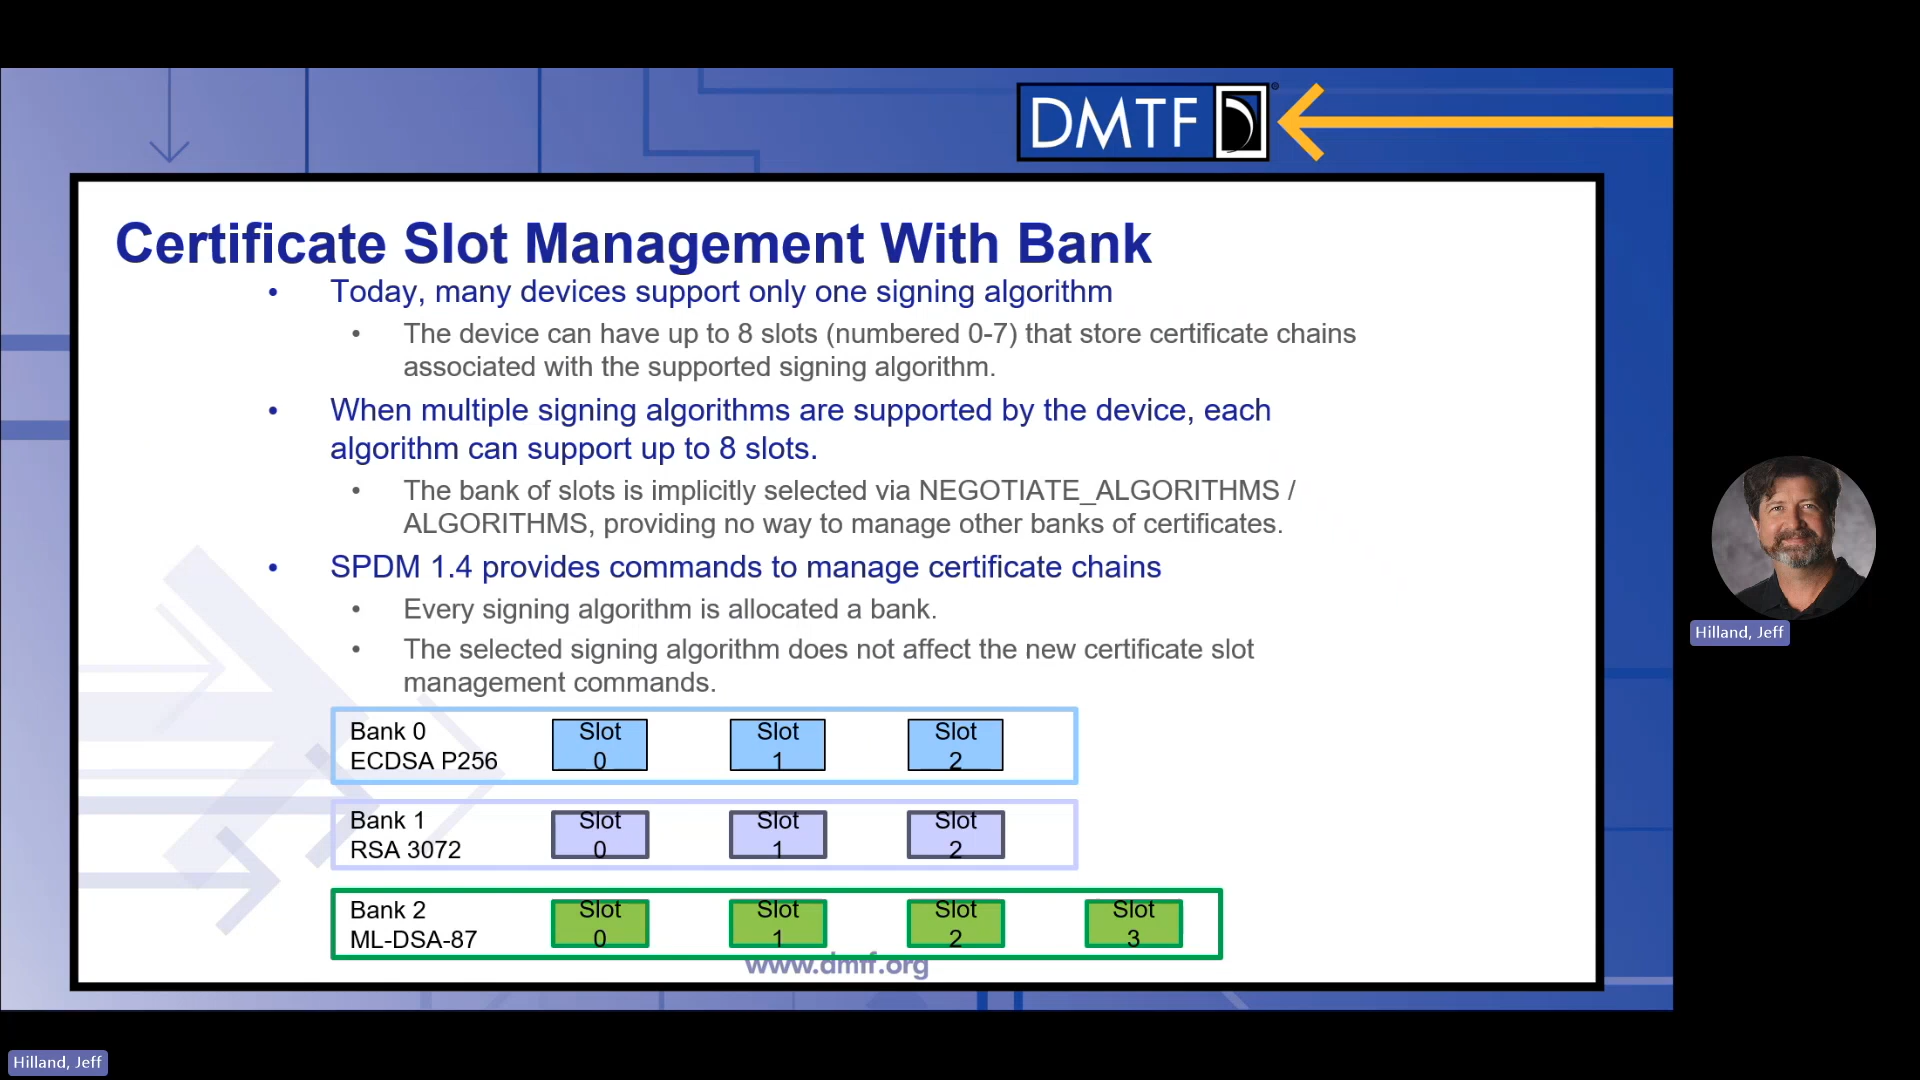 DMTF
Certificate Slot Management With Bank
• Today, many devices support only one signing algorithm
• The device can have up to 8 slots (numbered 0-7) that store certificate chains
associated with the supported signing algorithm.
• When multiple signing algorithms are supported by the device, each
algorithm can support up to 8 slots.
• The bank of slots is implicitly selected via NEGOTIATE_ALGORITHMS /
ALGORITHMS, providing no way to manage other banks of certificates.
• SPDM 1.4 provides commands to manage certificate chains
• Every signing algorithm is allocated a bank.
• The selected signing algorithm does not affect the new certificate slot
management commands.
Bank 0
ECDSA P256
Slot
0
Slot
1
Slot
2
Bank 1
RSA 3072
Slot
0
Slot
1
Slot
2
Bank 2
ML-DSA-87
Slot
0
Slot
1
Slot
2
Slot
3
www.dmtf.org
Hilland, Jeff
Hilland, Jeff